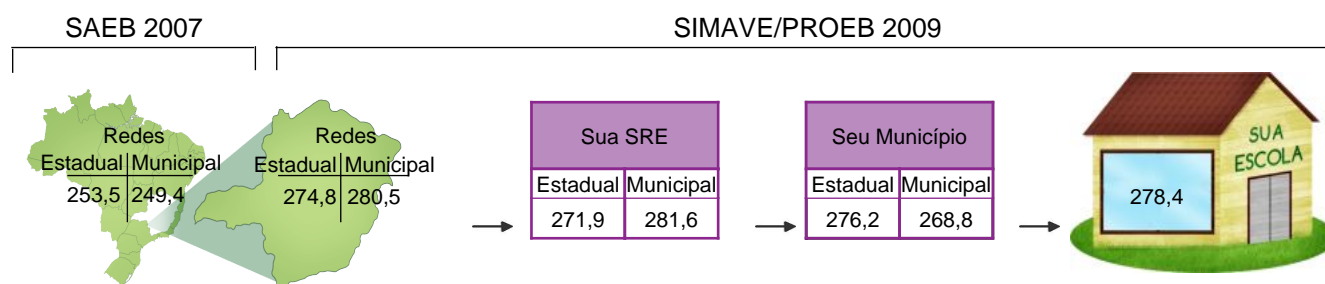 SAEB 2007
SIMAVE/PROEB 2009
Redes
Estadual Municipal
253,5 249,4
Redes
Estadual Municipal
274,8 280,5
Sua SRE
Estadual Municipal
271,9 281,6
Seu Município
Estadual Municipal
276,2 268,8
SUA
ESCOLA
278,4